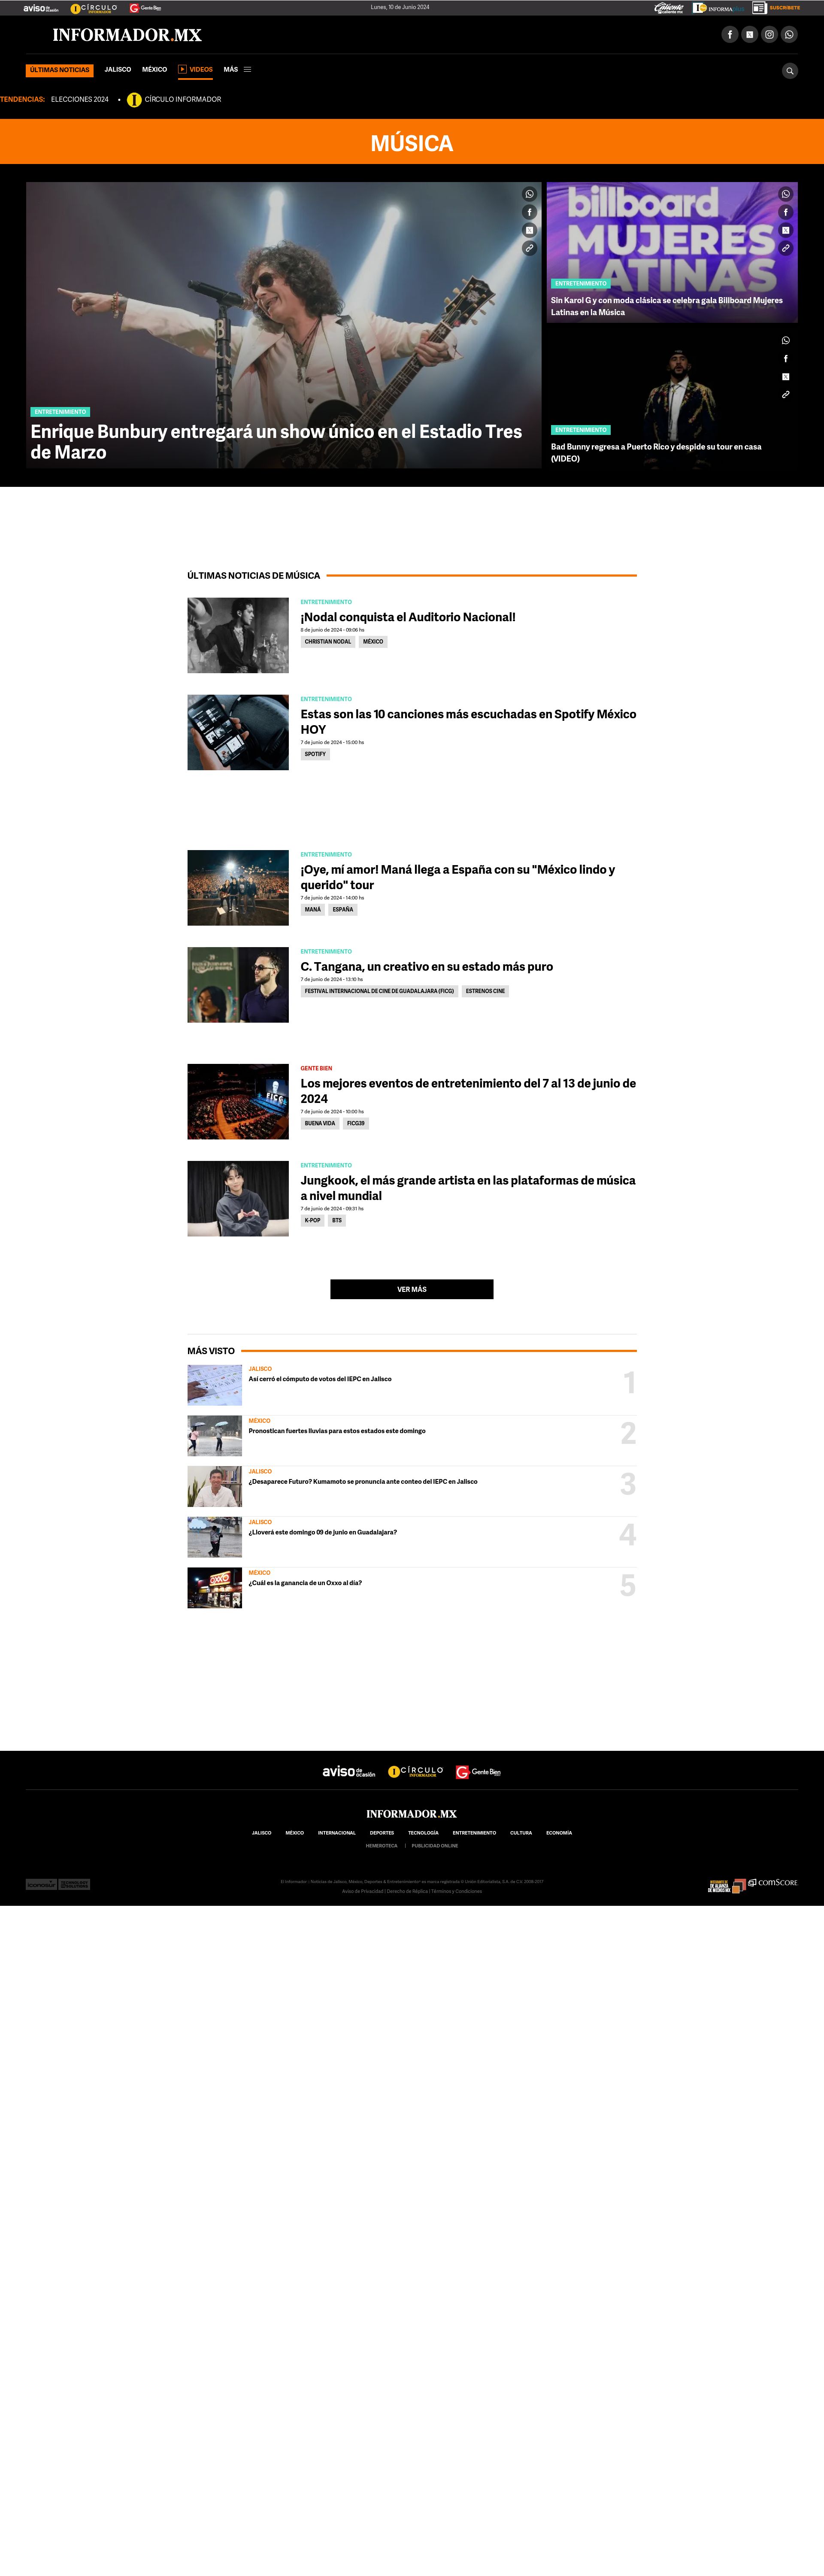 aviso de ocasión
CÍRCULO INFORMADOR
G Gente Bien
Lunes, 10 de Junio 2024
SUSCRÍBETE
INFORMADOR.MX
ÚLTIMAS NOTICIAS
JALISCO
MÉXICO
VIDEOS
MÁS
TENDENCIAS:
ELECCIONES 2024
•
CÍRCULO INFORMADOR
MÚSICA
ENTRETENIMIENTO
Enrique Bunbury entregará un show único en el Estadio Tres
de Marzo
billboard
MUJERES
LATINAS
EN LA MÚSICA
ENTRETENIMIENTO
Sin Karol G y con moda clásica se celebra gala Billboard Mujeres
Latinas en la Música
ENTRETENIMIENTO
Bad Bunny regresa a Puerto Rico y despide su tour en casa
(VIDEO)
ÚLTIMAS NOTICIAS DE MÚSICA
ENTRETENIMIENTO
¡Nodal conquista el Auditorio Nacional!
8 de junio de 2024 - 09:06 hs
CHRISTIAN NODAL
MÉXICO
ENTRETENIMIENTO
Estas son las 10 canciones más escuchadas en Spotify México
HOY
7 de junio de 2024 - 15:00 hs
SPOTIFY
ENTRETENIMIENTO
¡Oye, mí amor! Maná llega a España con su "México lindo y
querido" tour
7 de junio de 2024 - 14:00 hs
MANÁ
ESPAÑA
ENTRETENIMIENTO
C. Tangana, un creativo en su estado más puro
7 de junio de 2024 - 13:10 hs
FESTIVAL INTERNACIONAL DE CINE DE GUADALAJARA (FICG)
ESTRENOS CINE
GENTE BIEN
Los mejores eventos de entretenimiento del 7 al 13 de junio de
2024
7 de junio de 2024 - 10:00 hs
BUENA VIDA
FICG39
ENTRETENIMIENTO
Jungkook, el más grande artista en las plataformas de música
a nivel mundial
7 de junio de 2024 - 09:31 hs
K-POP
BTS
VER MÁS
MÁS VISTO
JALISCO
Así cerró el cómputo de votos del IEPC en Jalisco
1
MÉXICO
Pronostican fuertes lluvias para estos estados este domingo
2
JALISCO
¿Desaparece Futuro? Kumamoto se pronuncia ante conteo del IEPC en Jalisco
3
JALISCO
¿Lloverá este domingo 09 de junio en Guadalajara?
4
MÉXICO
¿Cuál es la ganancia de un Oxxo al día?
5
aviso de ocasión
CÍRCULO INFORMADOR
G Gente Bien
INFORMADOR.MX
JALISCO
MÉXICO
INTERNACIONAL
DEPORTES
TECNOLOGÍA
ENTRETENIMIENTO
CULTURA
ECONOMÍA
HEMEROTECA | PUBLICIDAD ONLINE
El Informador :: Noticias de Jalisco, México, Deportes & Entretenimiento® es marca registrada © Unión Editorialista, S.A. de C.V. 2008-2017
Aviso de Privacidad | Derecho de Réplica | Términos y Condiciones
comScore